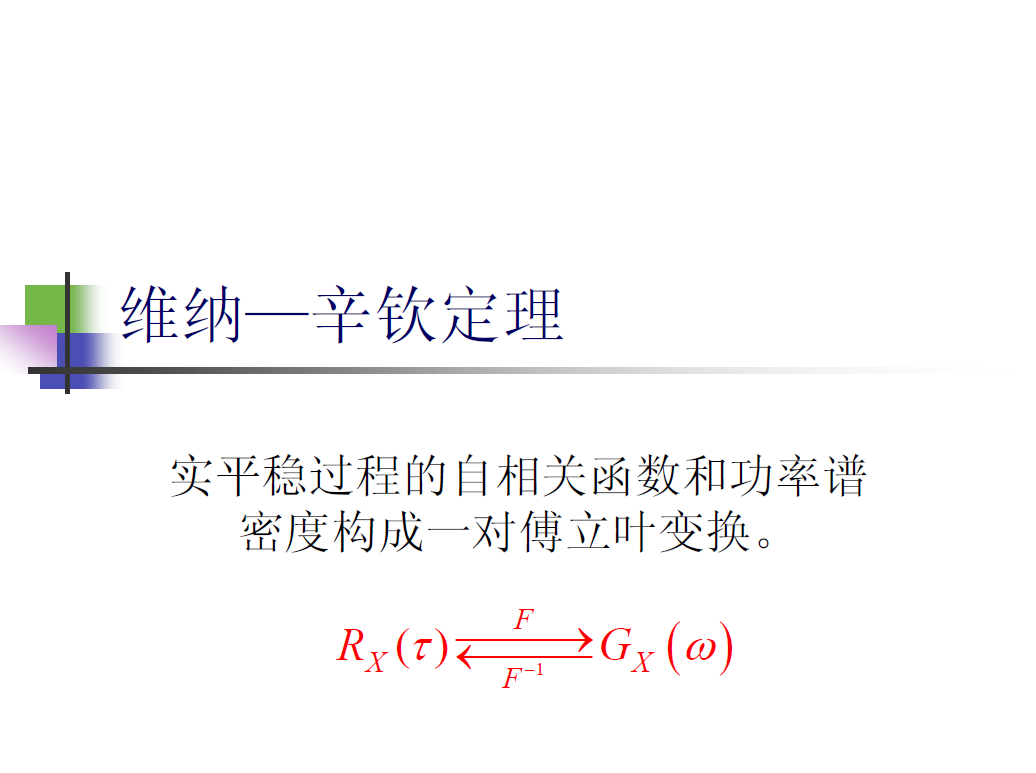 维纳—辛钦定理
实平稳过程的自相关函数和功率谱
密度构成一对傅立叶变换。
F
R_X(τ) ⇄ G_X(ω)
F⁻¹